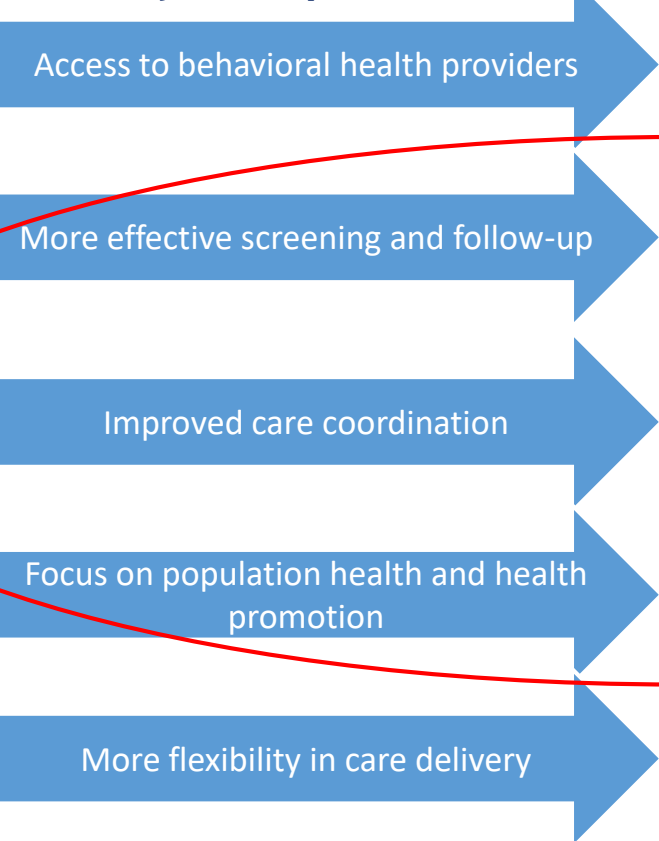 Access to behavioral health providers
More effective screening and follow-up
Improved care coordination
Focus on population health and health
promotion
More flexibility in care delivery